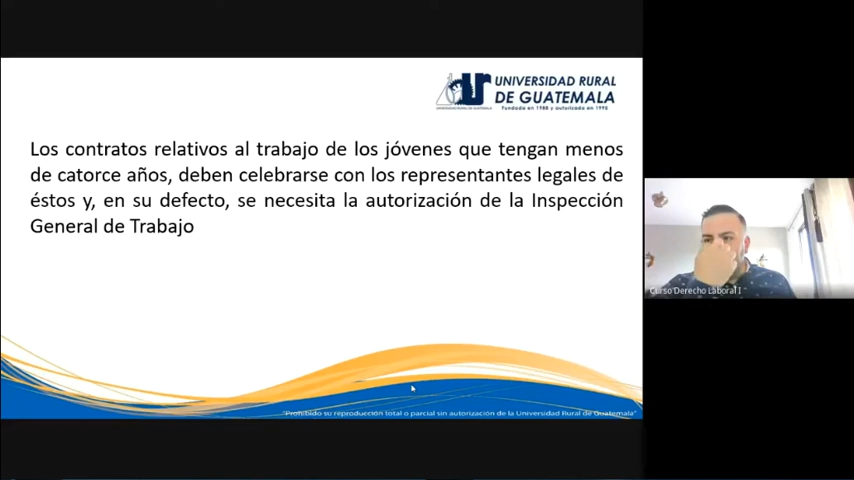 UNIVERSIDAD RURAL
DE GUATEMALA
Fundada en 1988 y autorizada en 1995
Los contratos relativos al trabajo de los jóvenes que tengan menos
de catorce años, deben celebrarse con los representantes legales de
éstos y, en su defecto, se necesita la autorización de la Inspección
General de Trabajo
Curso Derecho Laboral I
"Prohibido su reproducción total o parcial sin autorización de la Universidad Rural de Guatemala"